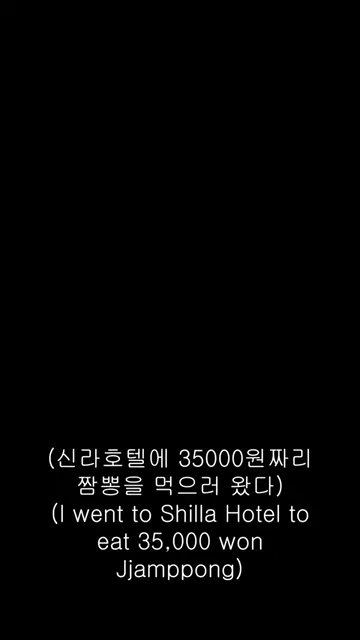 (신라호텔에 35000원짜리
짬뽕을 먹으러 왔다)
(I went to Shilla Hotel to
eat 35,000 won
Jjamppong)